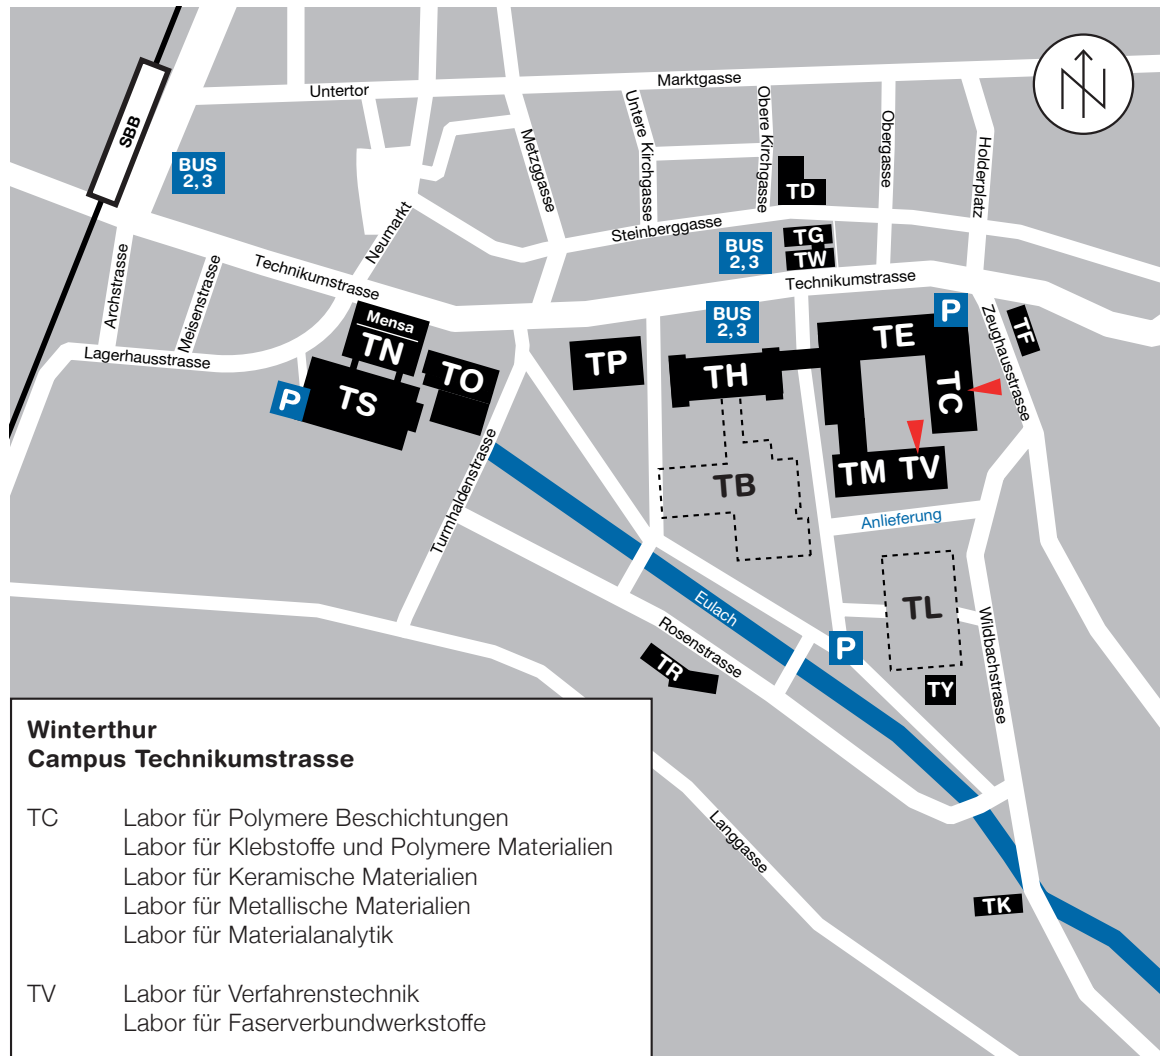 Untertor
Marktgasse
N
SBB
BUS
2,3
Metzggasse
Untere Kirchgasse
Obere Kirchgasse
Obergasse
Holderplatz
TD
Neumarkt
Steinberggasse
BUS
2,3
TG
TW
Technikumstrasse
Technikumstrasse
Archstrasse
Meisenstrasse
Lagerhausstrasse
Mensa
TN
TO
TS
P
TP
BUS
2,3
TH
TE
P
TC
TF
Zeughausstrasse
TM
TV
TB
Anlieferung
Turmhaldenstrasse
Eulach
Rosenstrasse
TR
P
TL
TY
Wildbachstrasse
Langgasse
TK
Winterthur
Campus Technikumstrasse
TC Labor für Polymere Beschichtungen
Labor für Klebstoffe und Polymere Materialien
Labor für Keramische Materialien
Labor für Metallische Materialien
Labor für Materialanalytik
TV Labor für Verfahrenstechnik
Labor für Faserverbundwerkstoffe